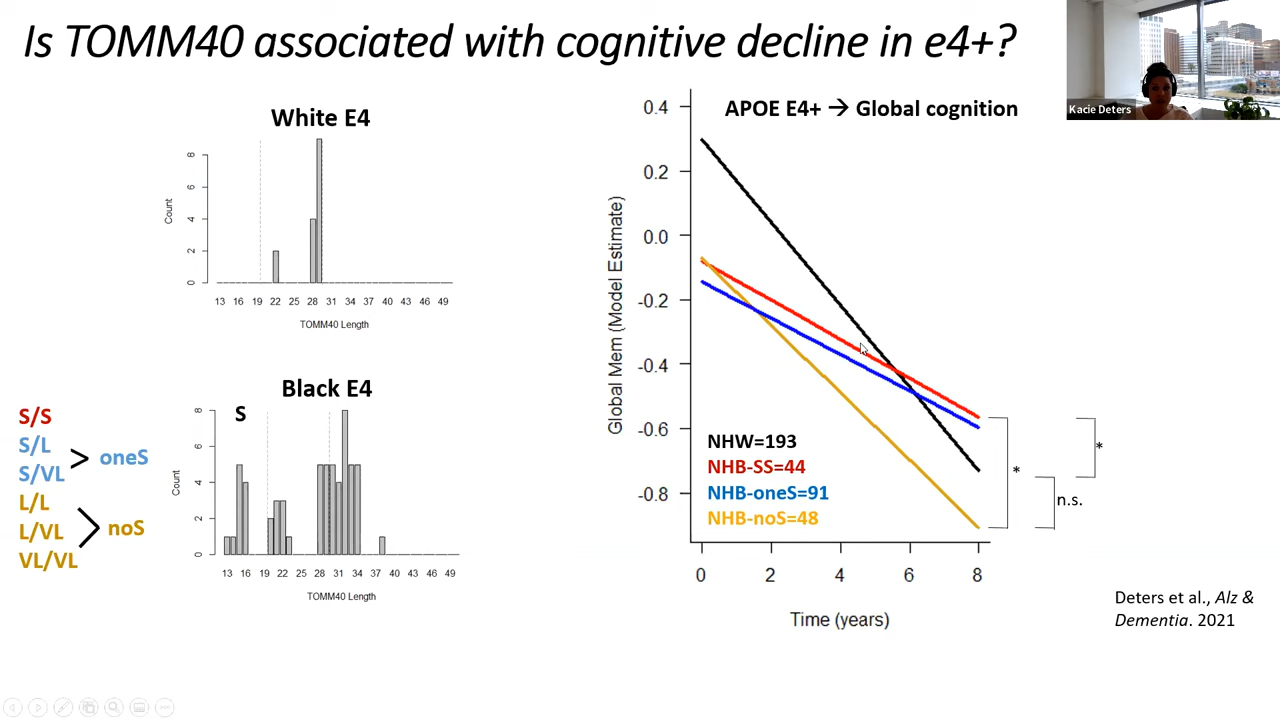 Is TOMM40 associated with cognitive decline in e4+?
Kacie Deters
White E4
8
6
4
2
0
Count
13 16 19 22 25 28 31 34 37 40 43 46 49
TOMM40 Length
Black E4
S
8
6
4
2
0
Count
13 16 19 22 25 28 31 34 37 40 43 46 49
TOMM40 Length
S/S
S/L
S/VL
> oneS
L/L
L/VL
VL/VL
> noS
APOE E4+ → Global cognition
0.4
0.2
0.0
-0.2
-0.4
-0.6
-0.8
Global Mem (Model Estimate)
NHW=193
NHB-SS=44
NHB-oneS=91
NHB-noS=48
0 2 4 6 8
Time (years)
*
*
n.s.
Deters et al., Alz &
Dementia. 2021